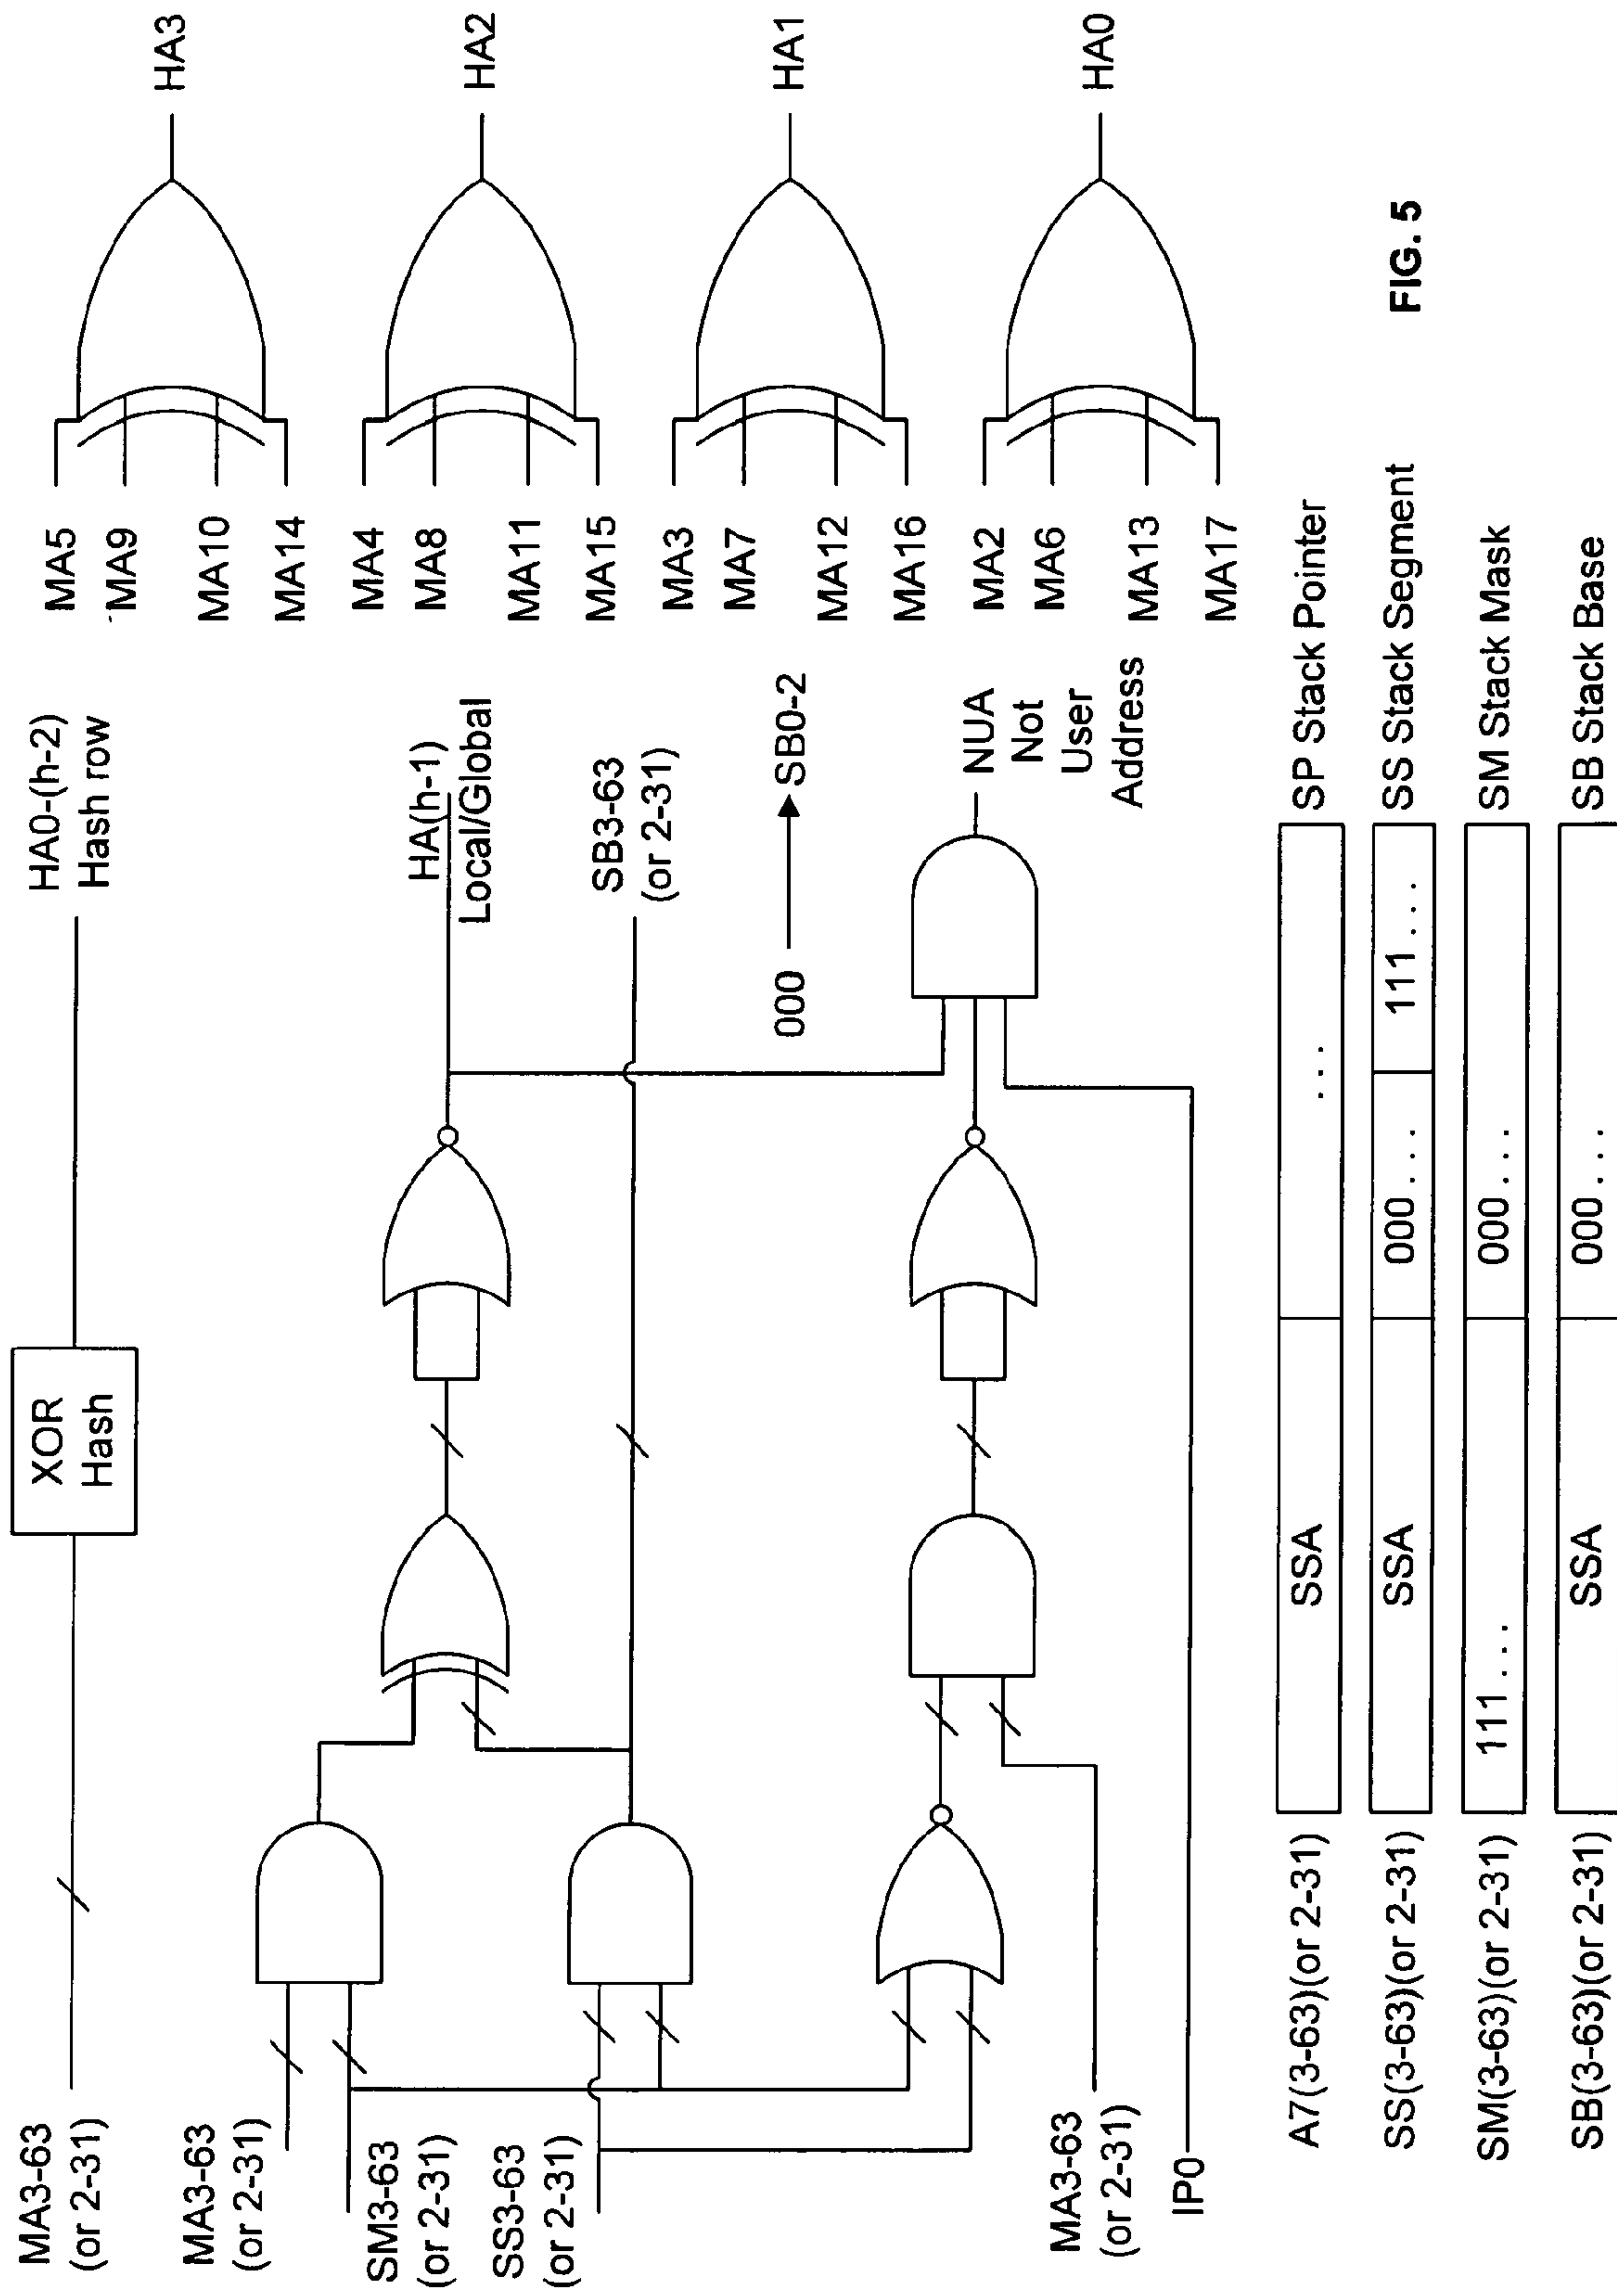 MA3-63
(or 2-31)
XOR
Hash
HA0-(h-2)
Hash row
MA3-63
(or 2-31)
SM3-63
(or 2-31)
SS3-63
(or 2-31)
HA(h-1)
Local/Global
SB3-63
(or 2-31)
000
SB0-2
MA3-63
(or 2-31)
IP0
NUA
Not
User
Address
A7(3-63)(or 2-31)
SSA
. . .
SP Stack Pointer
SS(3-63)(or 2-31)
SSA
000 . . .
111 . . .
SS Stack Segment
SM(3-63)(or 2-31)
111 . . .
000 . . .
SM Stack Mask
SB(3-63)(or 2-31)
SSA
000 . . .
SB Stack Base
MA5
MA9
MA10
MA14
HA3
MA4
MA8
MA11
MA15
HA2
MA3
MA7
MA12
MA16
HA1
MA2
MA6
MA13
MA17
HA0
FIG. 5